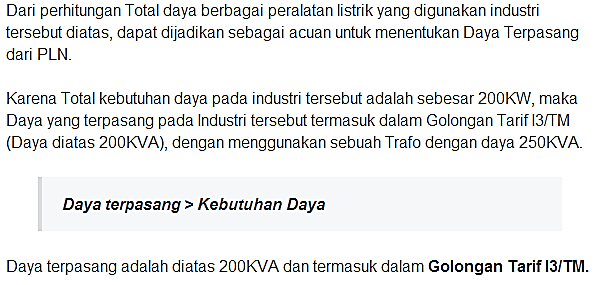 Dari perhitungan Total daya berbagai peralatan listrik yang digunakan industri
tersebut diatas, dapat dijadikan sebagai acuan untuk menentukan Daya Terpasang
dari PLN.
Karena Total kebutuhan daya pada industri tersebut adalah sebesar 200KW, maka
Daya yang terpasang pada Industri tersebut termasuk dalam Golongan Tarif I3/TM
(Daya diatas 200KVA), dengan menggunakan sebuah Trafo dengan daya 250KVA.
Daya terpasang > Kebutuhan Daya
Daya terpasang adalah diatas 200KVA dan termasuk dalam Golongan Tarif I3/TM.